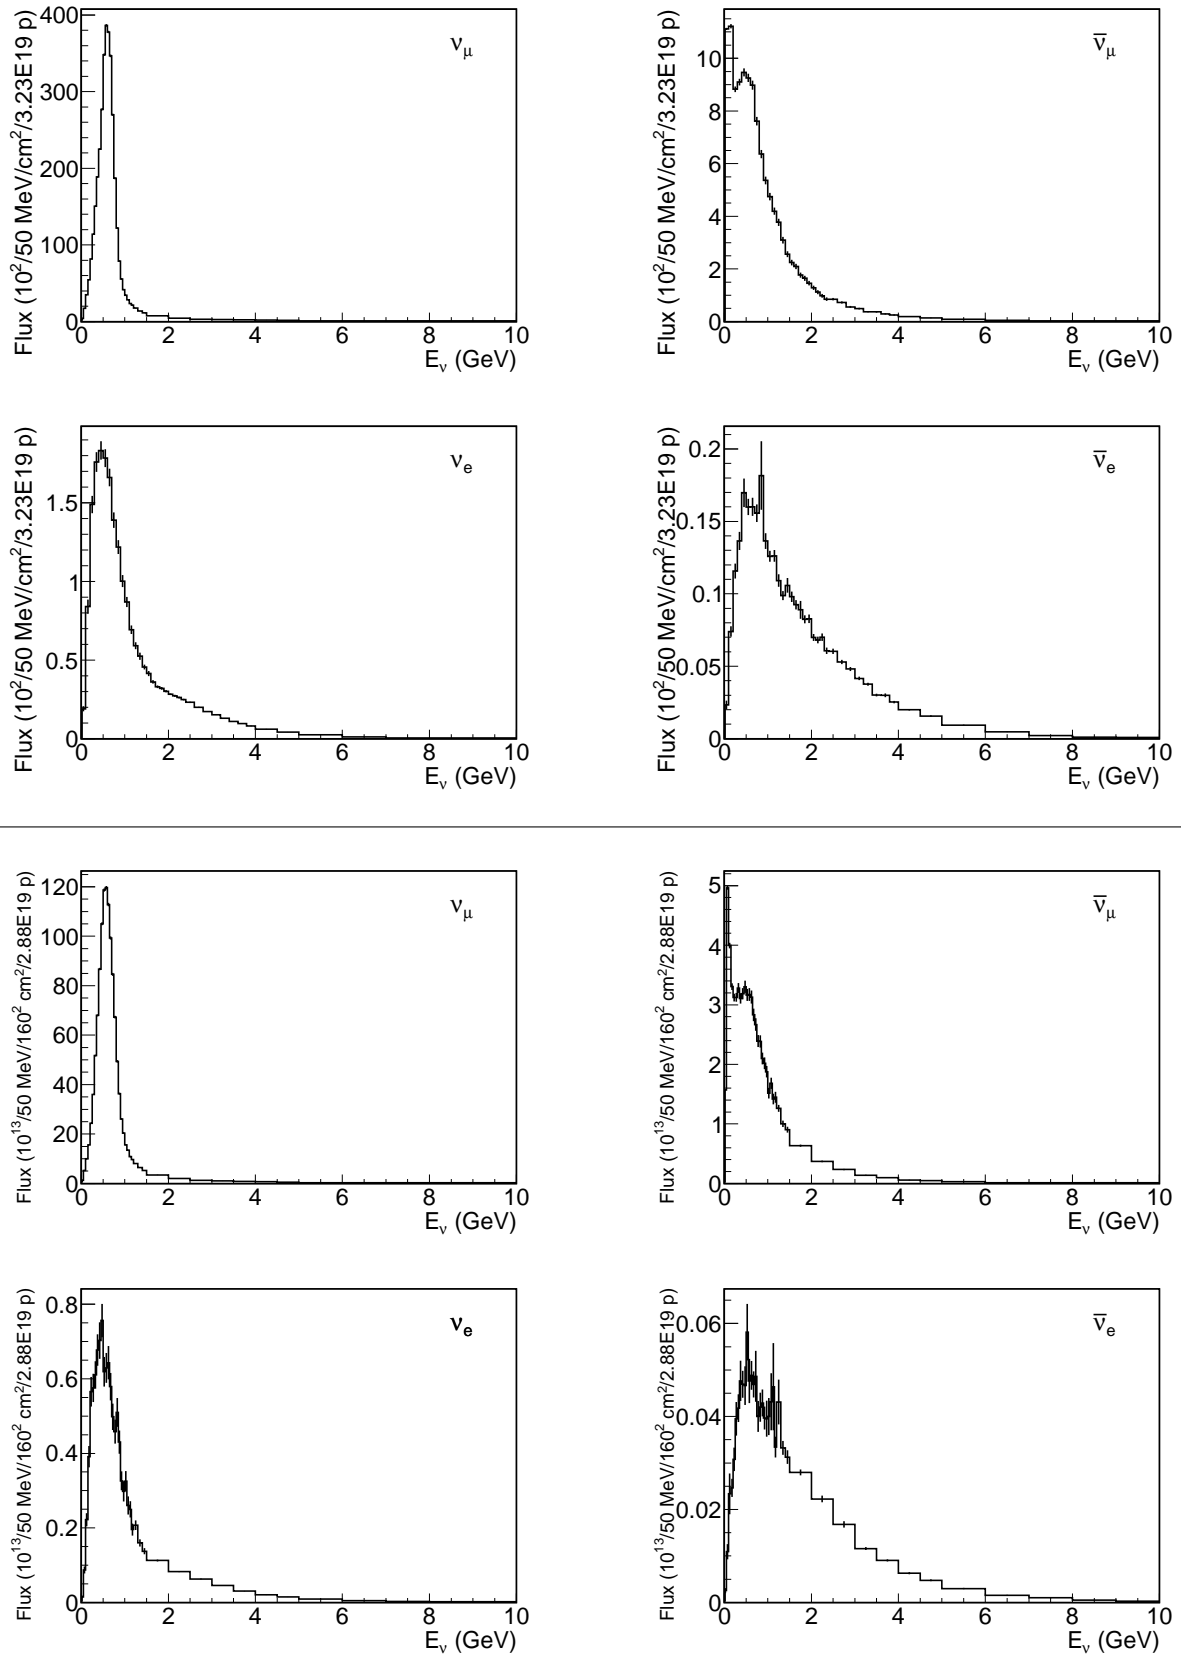 Flux (10²/50 MeV/cm²/3.23E19 p)
400
300
200
100
0
ν_μ
0 2 4 6 8 10
E_ν (GeV)
Flux (10²/50 MeV/cm²/3.23E19 p)
10
8
6
4
2
0
ν̅_μ
0 2 4 6 8 10
E_ν (GeV)
Flux (10²/50 MeV/cm²/3.23E19 p)
1.5
1
0.5
0
ν_e
0 2 4 6 8 10
E_ν (GeV)
Flux (10²/50 MeV/cm²/3.23E19 p)
0.2
0.15
0.1
0.05
0
ν̅_e
0 2 4 6 8 10
E_ν (GeV)
Flux (10¹³/50 MeV/160² cm²/2.88E19 p)
120
100
80
60
40
20
0
ν_μ
0 2 4 6 8 10
E_ν (GeV)
Flux (10¹³/50 MeV/160² cm²/2.88E19 p)
5
4
3
2
1
0
ν̅_μ
0 2 4 6 8 10
E_ν (GeV)
Flux (10¹³/50 MeV/160² cm²/2.88E19 p)
0.8
0.6
0.4
0.2
0
ν_e
0 2 4 6 8 10
E_ν (GeV)
Flux (10¹³/50 MeV/160² cm²/2.88E19 p)
0.06
0.04
0.02
0
ν̅_e
0 2 4 6 8 10
E_ν (GeV)